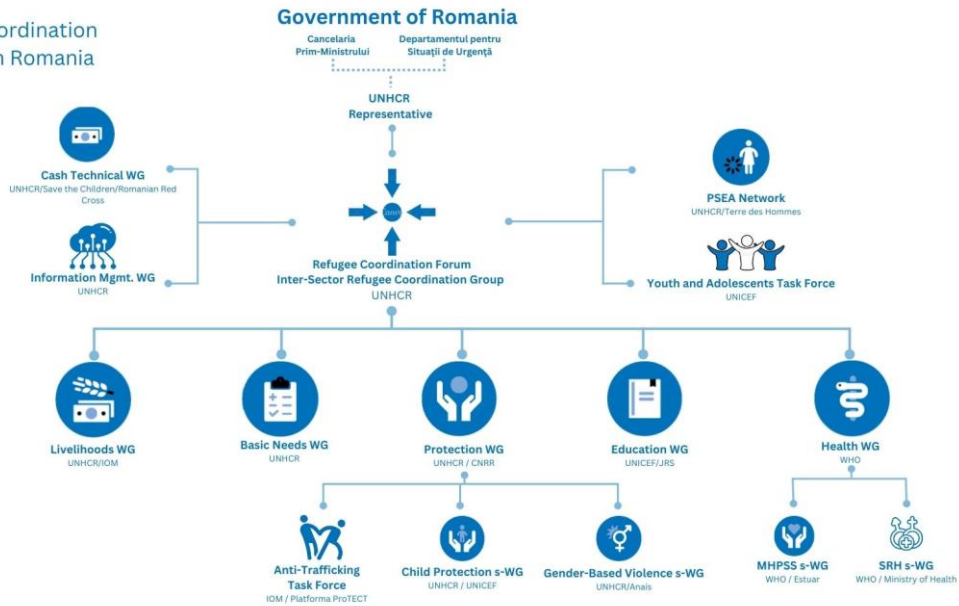 ordination
Romania
Government of Romania
Cancelaria
Prim-Ministrului
Departamentul pentru
Situații de Urgență
UNHCR
Representative
Cash Technical WG
UNHCR/Save the Children/Romanian Red
Cross
Information Mgmt. WG
UNHCR
PSEA Network
UNHCR/Terre des Hommes
Youth and Adolescents Task Force
UNICEF
Refugee Coordination Forum
Inter-Sector Refugee Coordination Group
UNHCR
Livelihoods WG
UNHCR/IOM
Basic Needs WG
UNHCR
Protection WG
UNHCR / CNRR
Education WG
UNICEF/JRS
Health WG
WHO
Anti-Trafficking
Task Force
IOM / Platforma ProTECT
Child Protection s-WG
UNHCR / UNICEF
Gender-Based Violence s-WG
UNHCR/Anais
MHPSS s-WG
WHO / Estuar
SRH s-WG
WHO / Ministry of Health